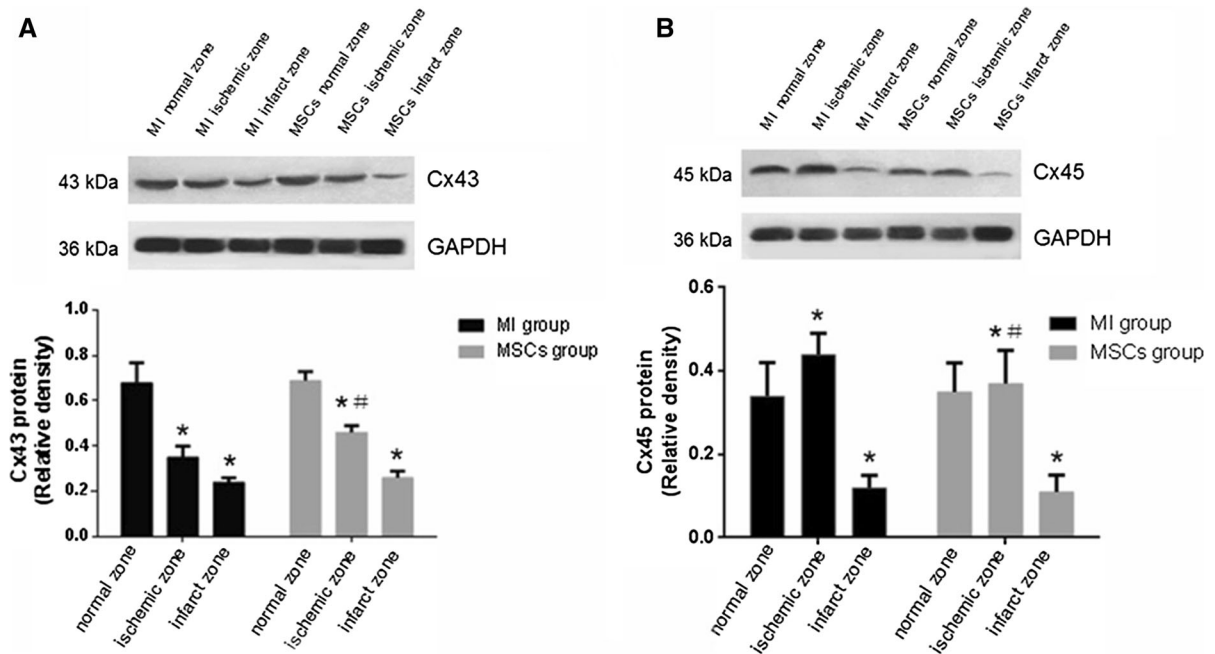 A
MI normal zone
MI ischemic zone
MI infarct zone
MSCs normal zone
MSCs ischemic zone
MSCs infarct zone
43 kDa
Cx43
36 kDa
GAPDH
Cx43 protein
(Relative density)
1.0
0.8
0.6
0.4
0.2
0.0
* * * # *
MI group
MSCs group
normal zone
ischemic zone
infarct zone
normal zone
ischemic zone
infarct zone
B
MI normal zone
MI ischemic zone
MI infarct zone
MSCs normal zone
MSCs ischemic zone
MSCs infarct zone
45 kDa
Cx45
36 kDa
GAPDH
Cx45 protein
(Relative density)
0.6
0.4
0.2
0.0
* * * # *
MI group
MSCs group
normal zone
ischemic zone
infarct zone
normal zone
ischemic zone
infarct zone